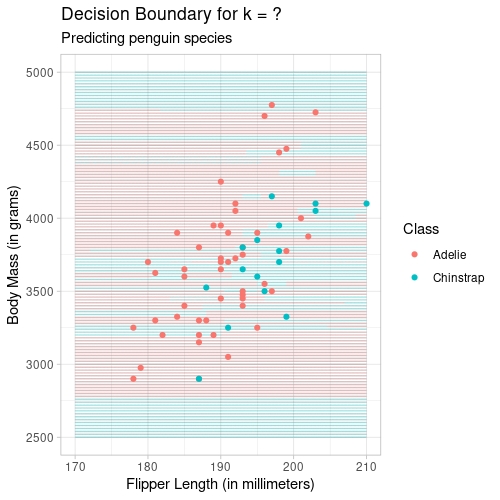 Decision Boundary for k = ?
Predicting penguin species
5000
4500
4000
3500
3000
2500
Body Mass (in grams)
170
180
190
200
210
Flipper Length (in millimeters)
Class
Adelie
Chinstrap